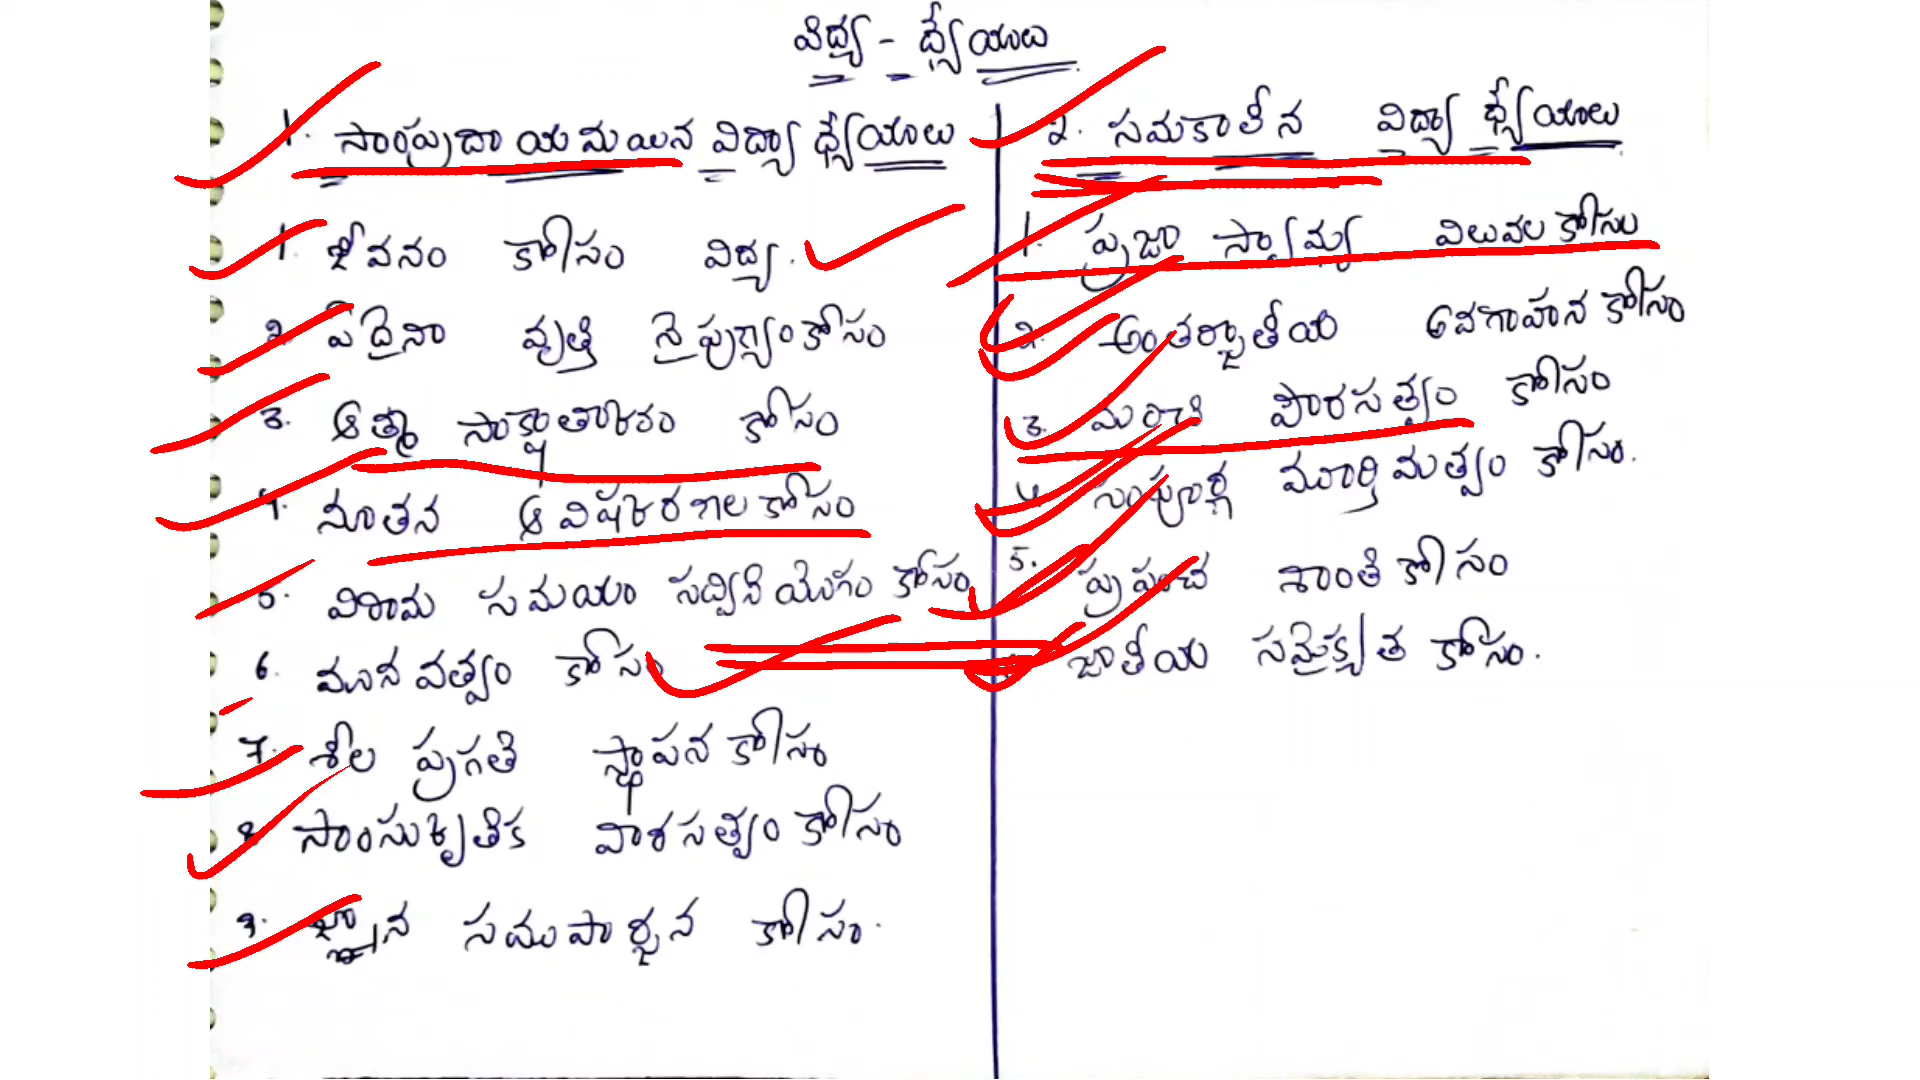 విద్య - ధ్యేయాలు
1. సాంప్రదాయమయిన విద్యా ధ్యేయాలు
1. జీవనం కోసం విద్య.
2. ఏదైనా వృత్తి నైపుణ్యం కోసం
3. ఆత్మ సాక్షాత్కారం కోసం
4. నూతన ఆవిష్కరణల కోసం
5. విరామ సమయం సద్వినియోగం కోసం
6. మానవత్వం కోసం
7. శీల ప్రగతి స్థాపన కోసం
8. సాంస్కృతిక వారసత్వం కోసం
9. జ్ఞాన సముపార్జన కోసం.
2. సమకాలీన విద్యా ధ్యేయాలు
1. ప్రజా స్వామ్య విలువల కోసం
2. అంతర్జాతీయ అవగాహన కోసం
3. పౌరసత్వం కోసం
4. సంపూర్ణ మూర్తిమత్వం కోసం.
5. ప్రపంచ శాంతి కోసం
జాతీయ సమైక్యత కోసం.